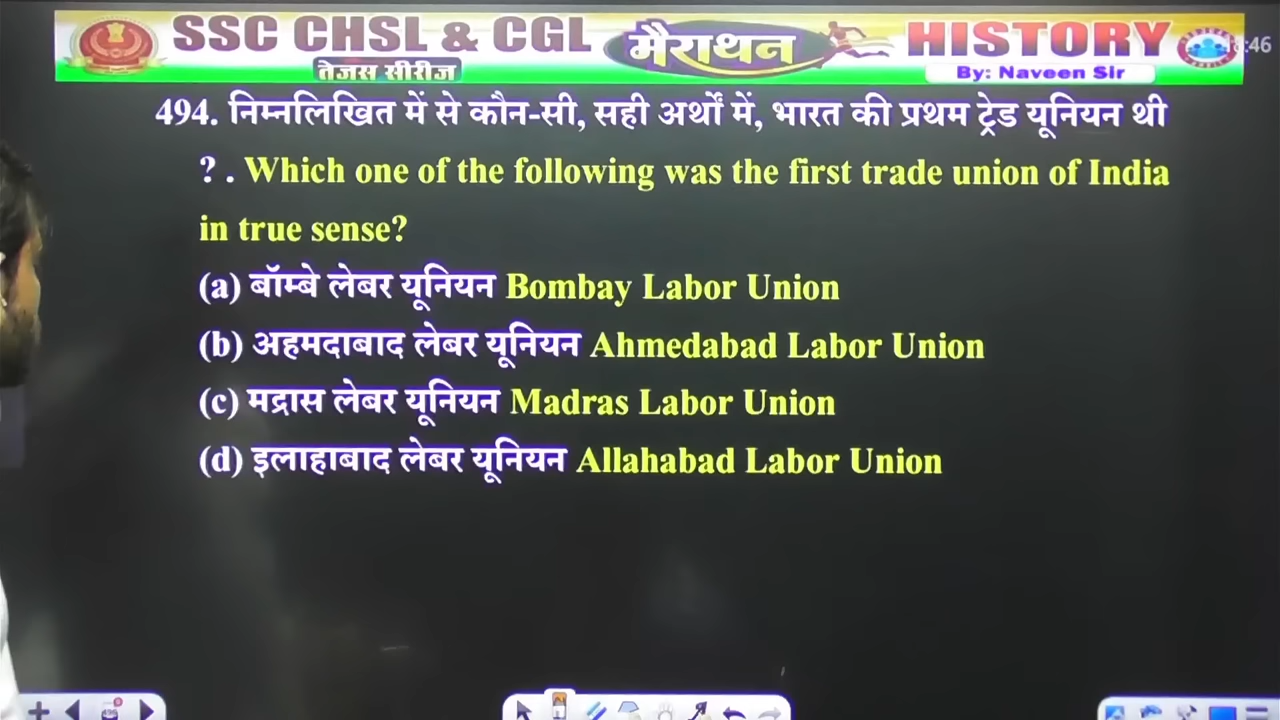 SSC CHSL & CGL मैराथन HISTORY
तेजस सीरीज By: Naveen Sir
494. निम्नलिखित में से कौन-सी, सही अर्थों में, भारत की प्रथम ट्रेड यूनियन थी
? . Which one of the following was the first trade union of India
in true sense?
(a) बॉम्बे लेबर यूनियन Bombay Labor Union
(b) अहमदाबाद लेबर यूनियन Ahmedabad Labor Union
(c) मद्रास लेबर यूनियन Madras Labor Union
(d) इलाहाबाद लेबर यूनियन Allahabad Labor Union